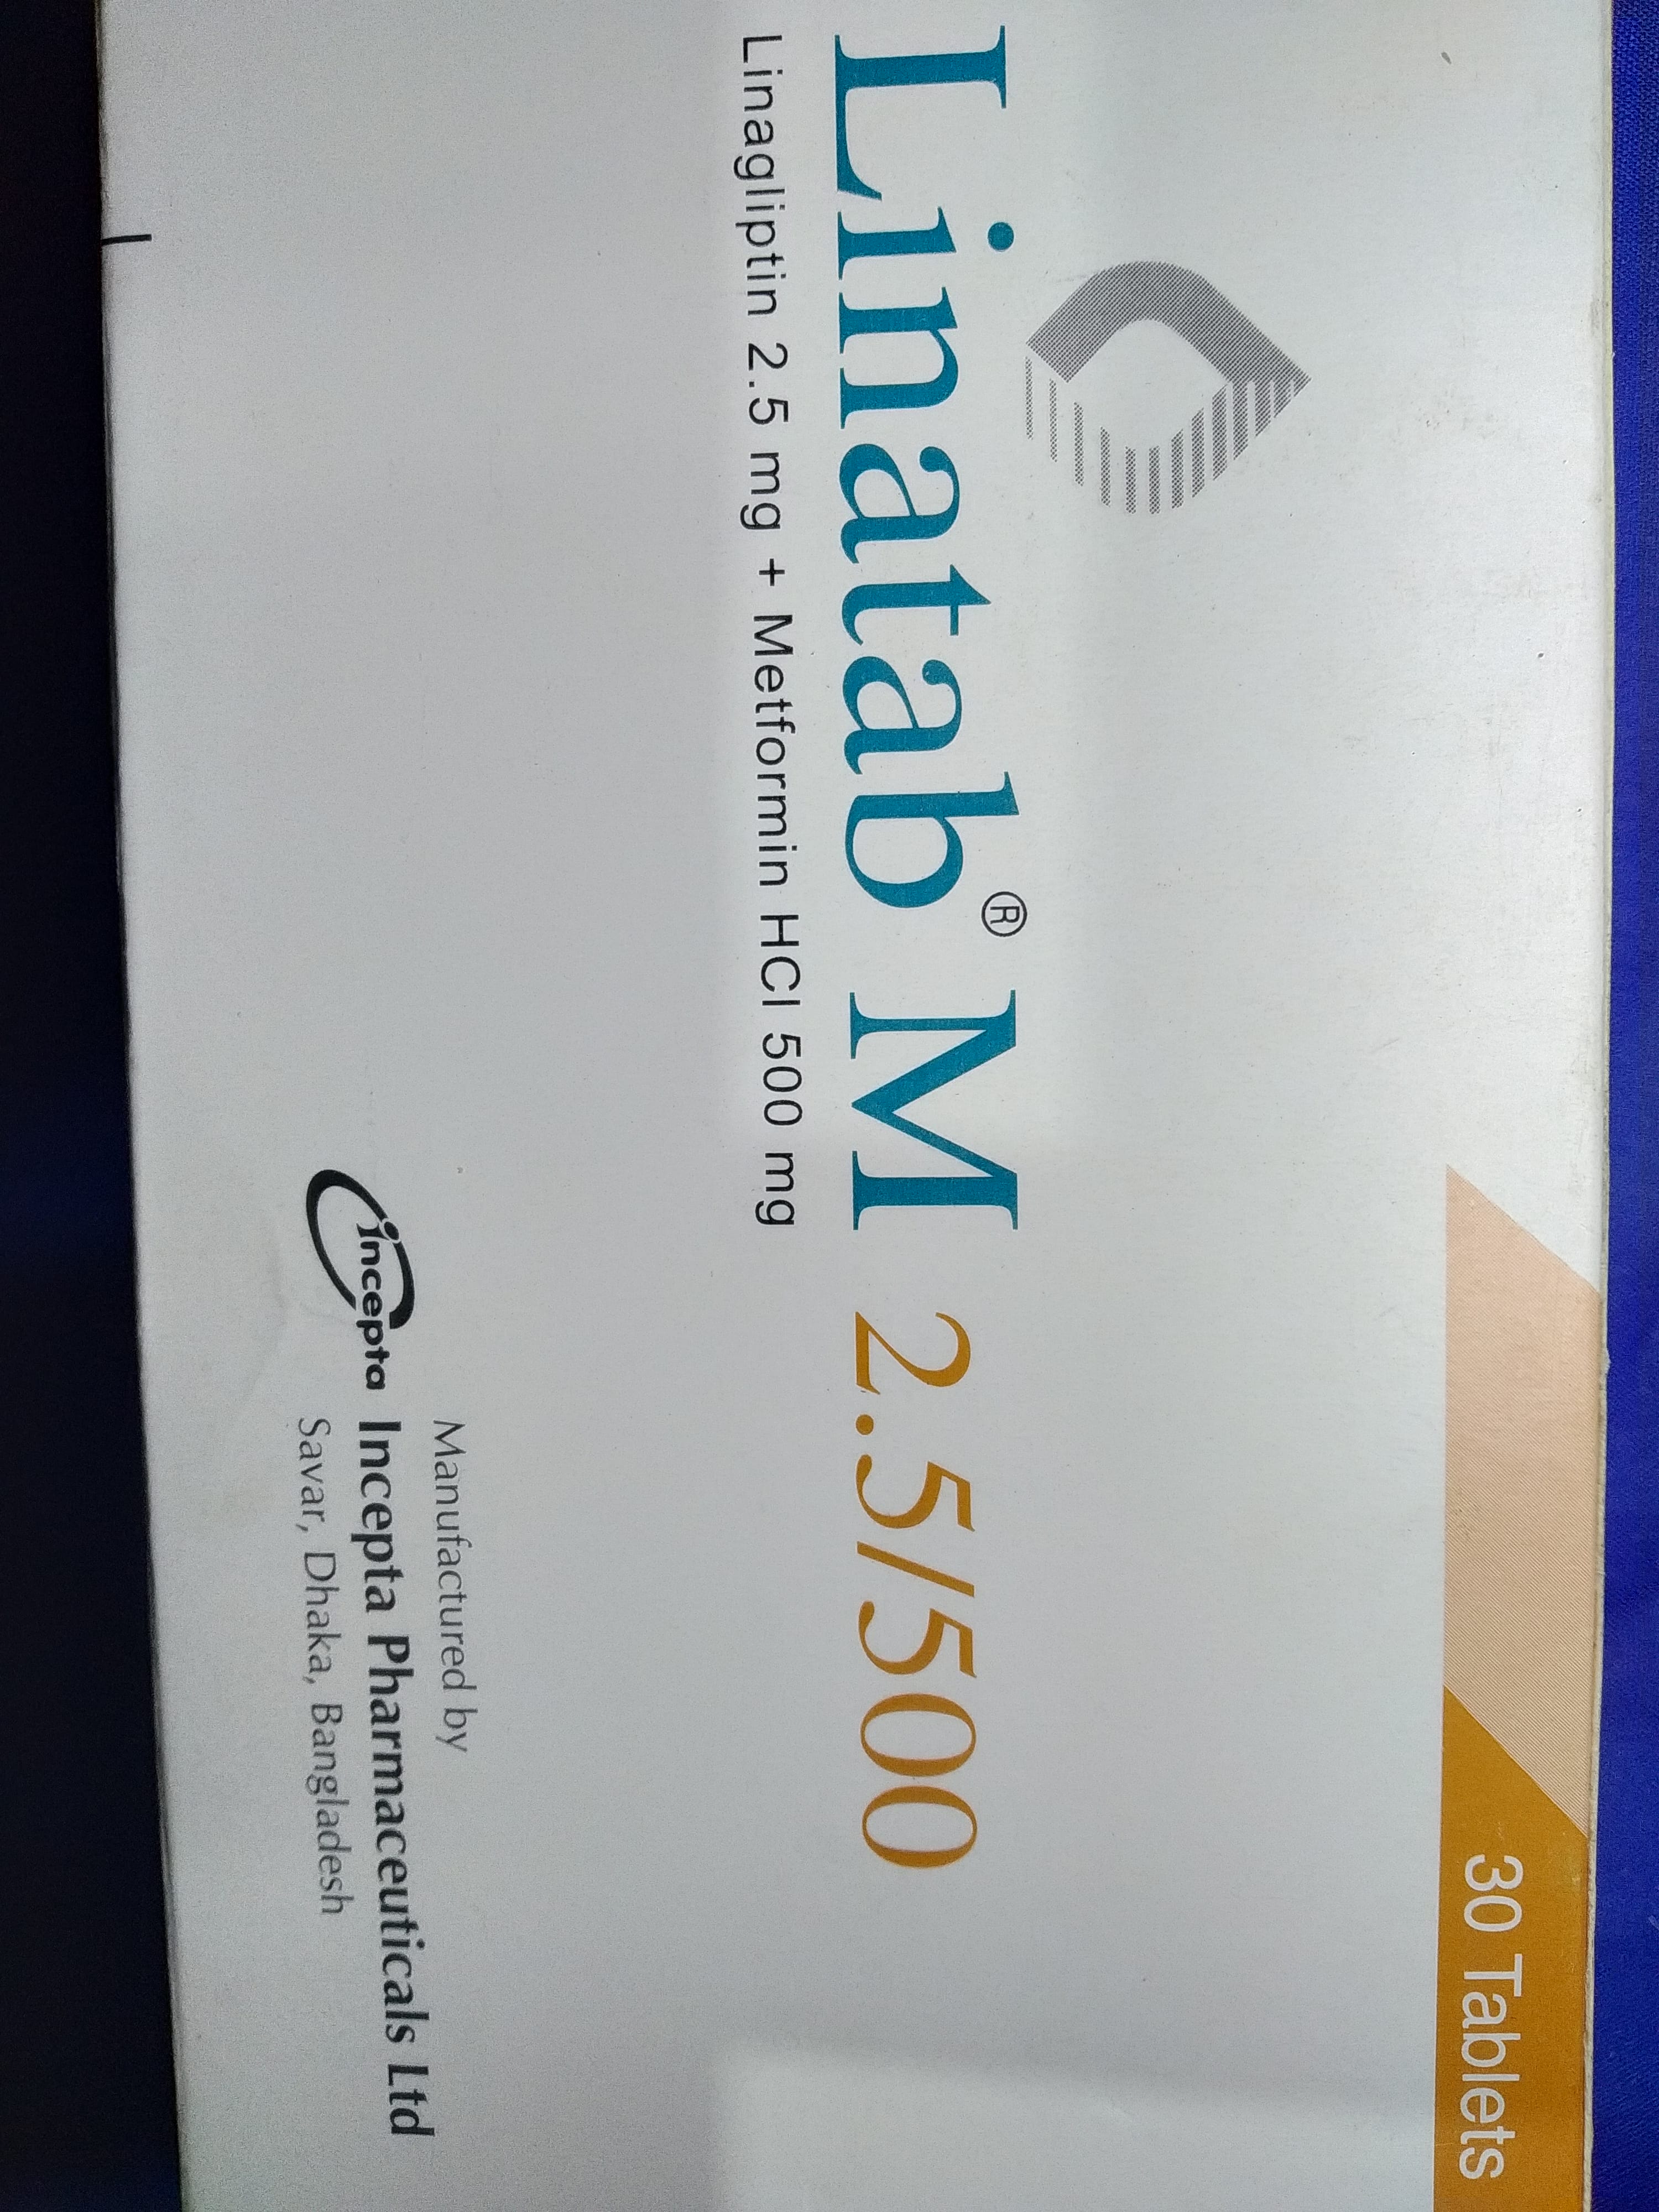 30 Tablets
Linatab® M 2.5/500
Linagliptin 2.5 mg + Metformin HCl 500 mg
Manufactured by
incepta Incepta Pharmaceuticals Ltd
Savar, Dhaka, Bangladesh